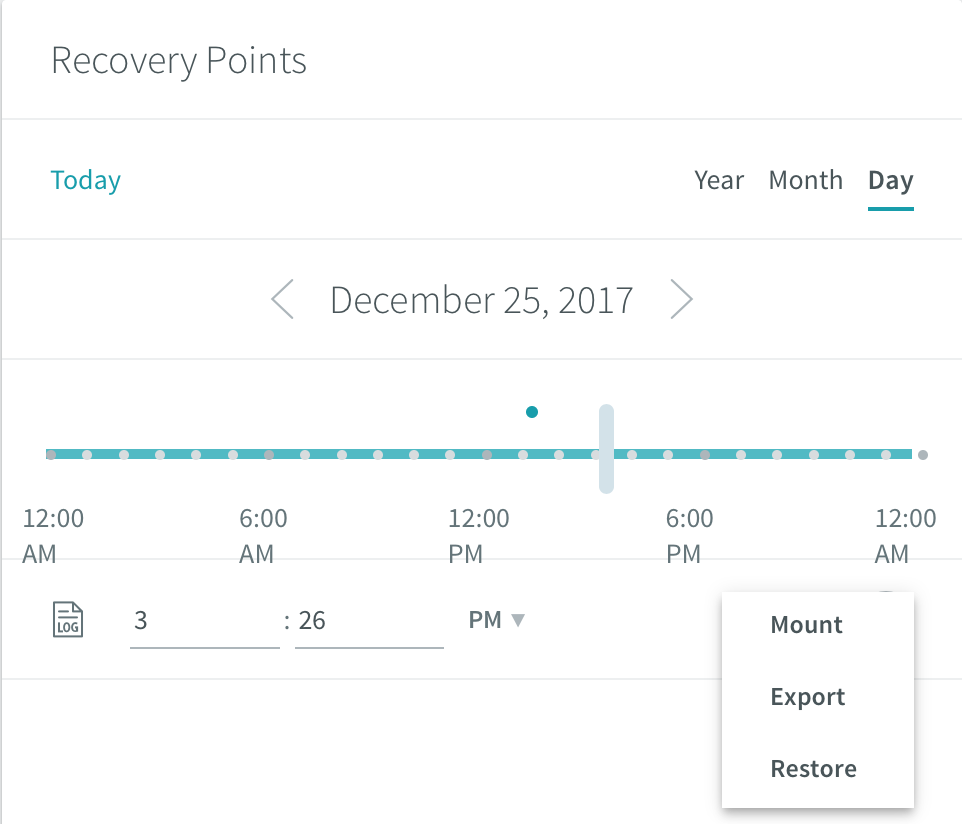 Recovery Points
Today Year Month Day
December 25, 2017
12:00 6:00 12:00 6:00 12:00
AM AM PM PM AM
LOG 3 : 26 PM
Mount
Export
Restore